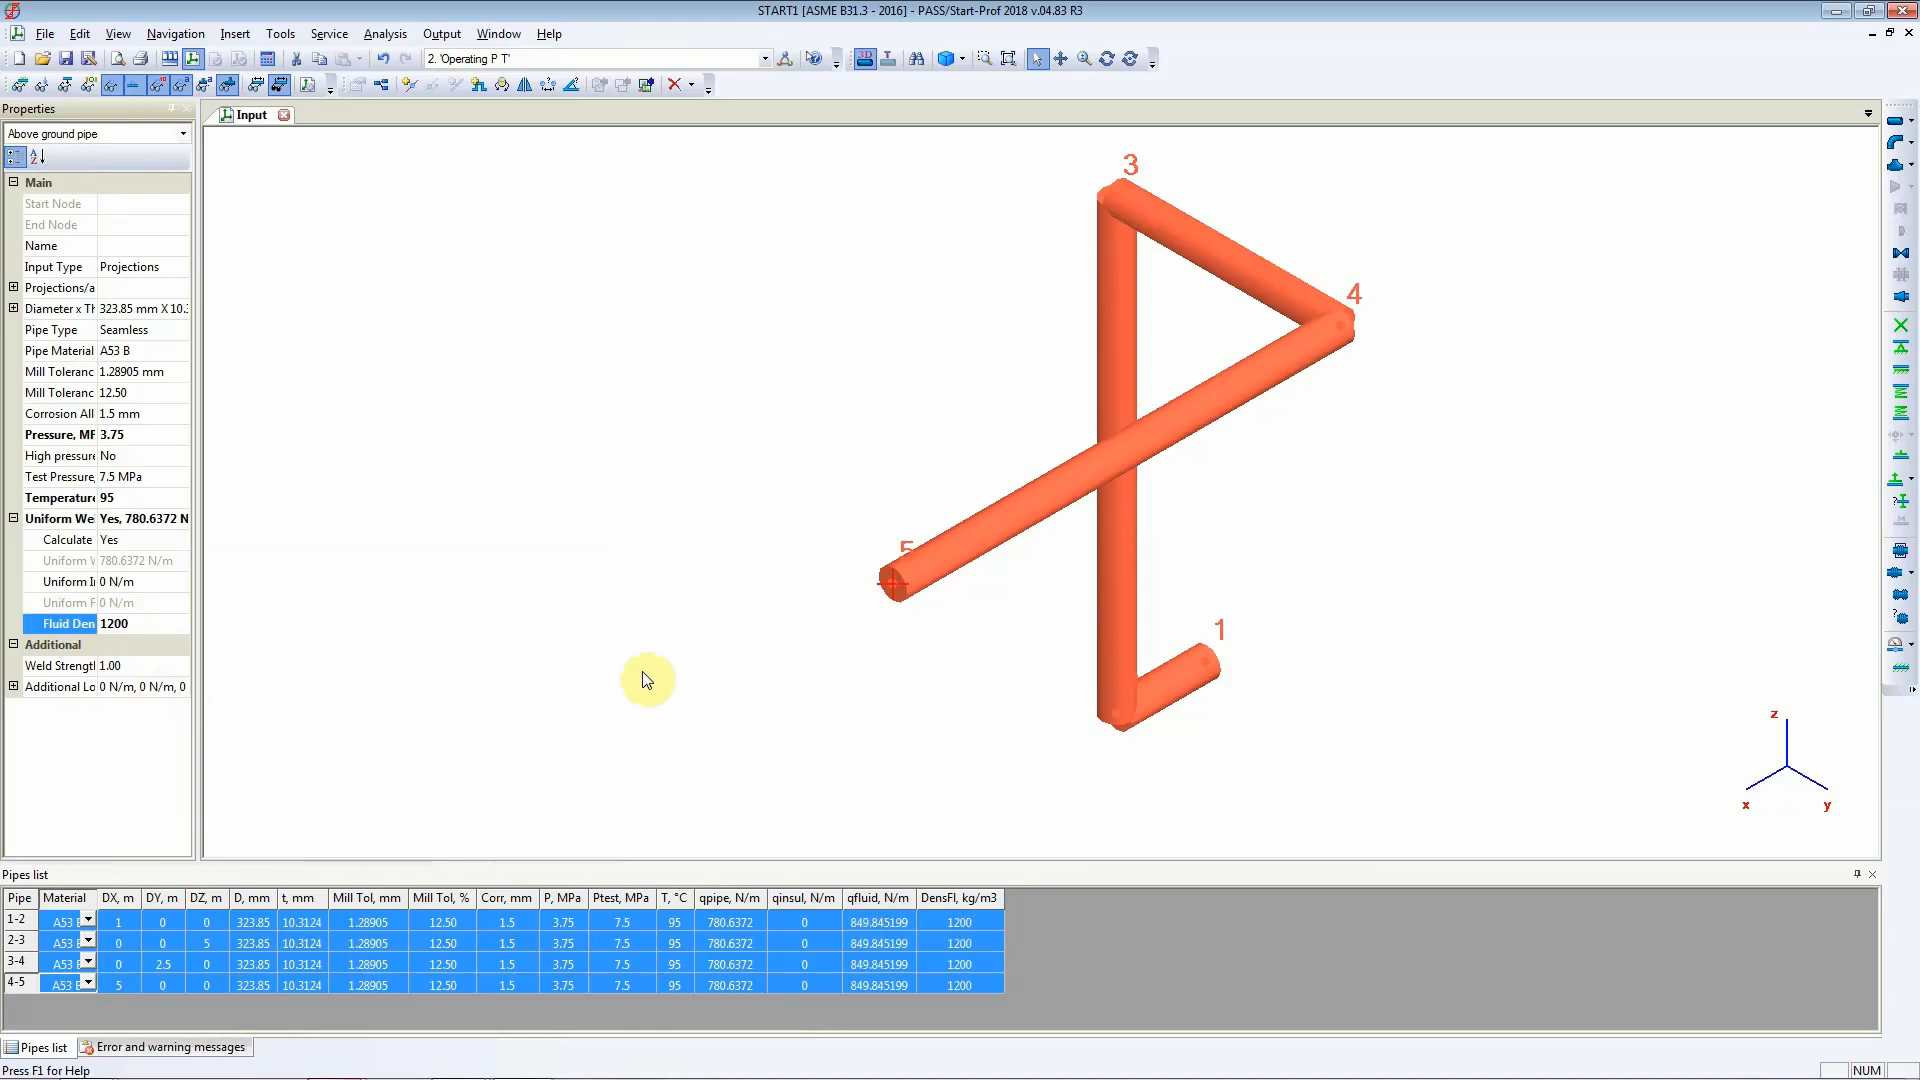 START1 [ASME B31.3 - 2016] - PASS/Start-Prof 2018 v.04.83 R3
File Edit View Navigation Insert Tools Service Analysis Output Window Help
2. 'Operating P T'
3D
Properties
Input
Above ground pipe
Main
Start Node
End Node
Name
Input Type Projections
Projections/a
Diameter x Th 323.85 mm X 10.3
Pipe Type Seamless
Pipe Material A53 B
Mill Toleranc 1.28905 mm
Mill Toleranc 12.50
Corrosion All 1.5 mm
Pressure, MP 3.75
High pressure No
Test Pressure, 7.5 MPa
Temperature 95
Uniform We Yes, 780.6372 N
Calculate Yes
Uniform W 780.6372 N/m
Uniform I 0 N/m
Uniform F 0 N/m
Fluid Den 1200
Additional
Weld Strengt 1.00
Additional Lo 0 N/m, 0 N/m, 0
3
4
5
1
z
x y
Pipes list
Pipe Material DX, m DY, m DZ, m D, mm t, mm Mill Tol, mm Mill Tol, % Corr, mm P, MPa Ptest, MPa T, °C qpipe, N/m qinsul, N/m qfluid, N/m DensFl, kg/m3
1-2 A53 1 0 0 323.85 10.3124 1.28905 12.50 1.5 3.75 7.5 95 780.6372 0 849.845199 1200
2-3 A53 0 0 5 323.85 10.3124 1.28905 12.50 1.5 3.75 7.5 95 780.6372 0 849.845199 1200
3-4 A53 0 2.5 0 323.85 10.3124 1.28905 12.50 1.5 3.75 7.5 95 780.6372 0 849.845199 1200
4-5 A53 5 0 0 323.85 10.3124 1.28905 12.50 1.5 3.75 7.5 95 780.6372 0 849.845199 1200
Pipes list Error and warning messages
Press F1 for Help NUM